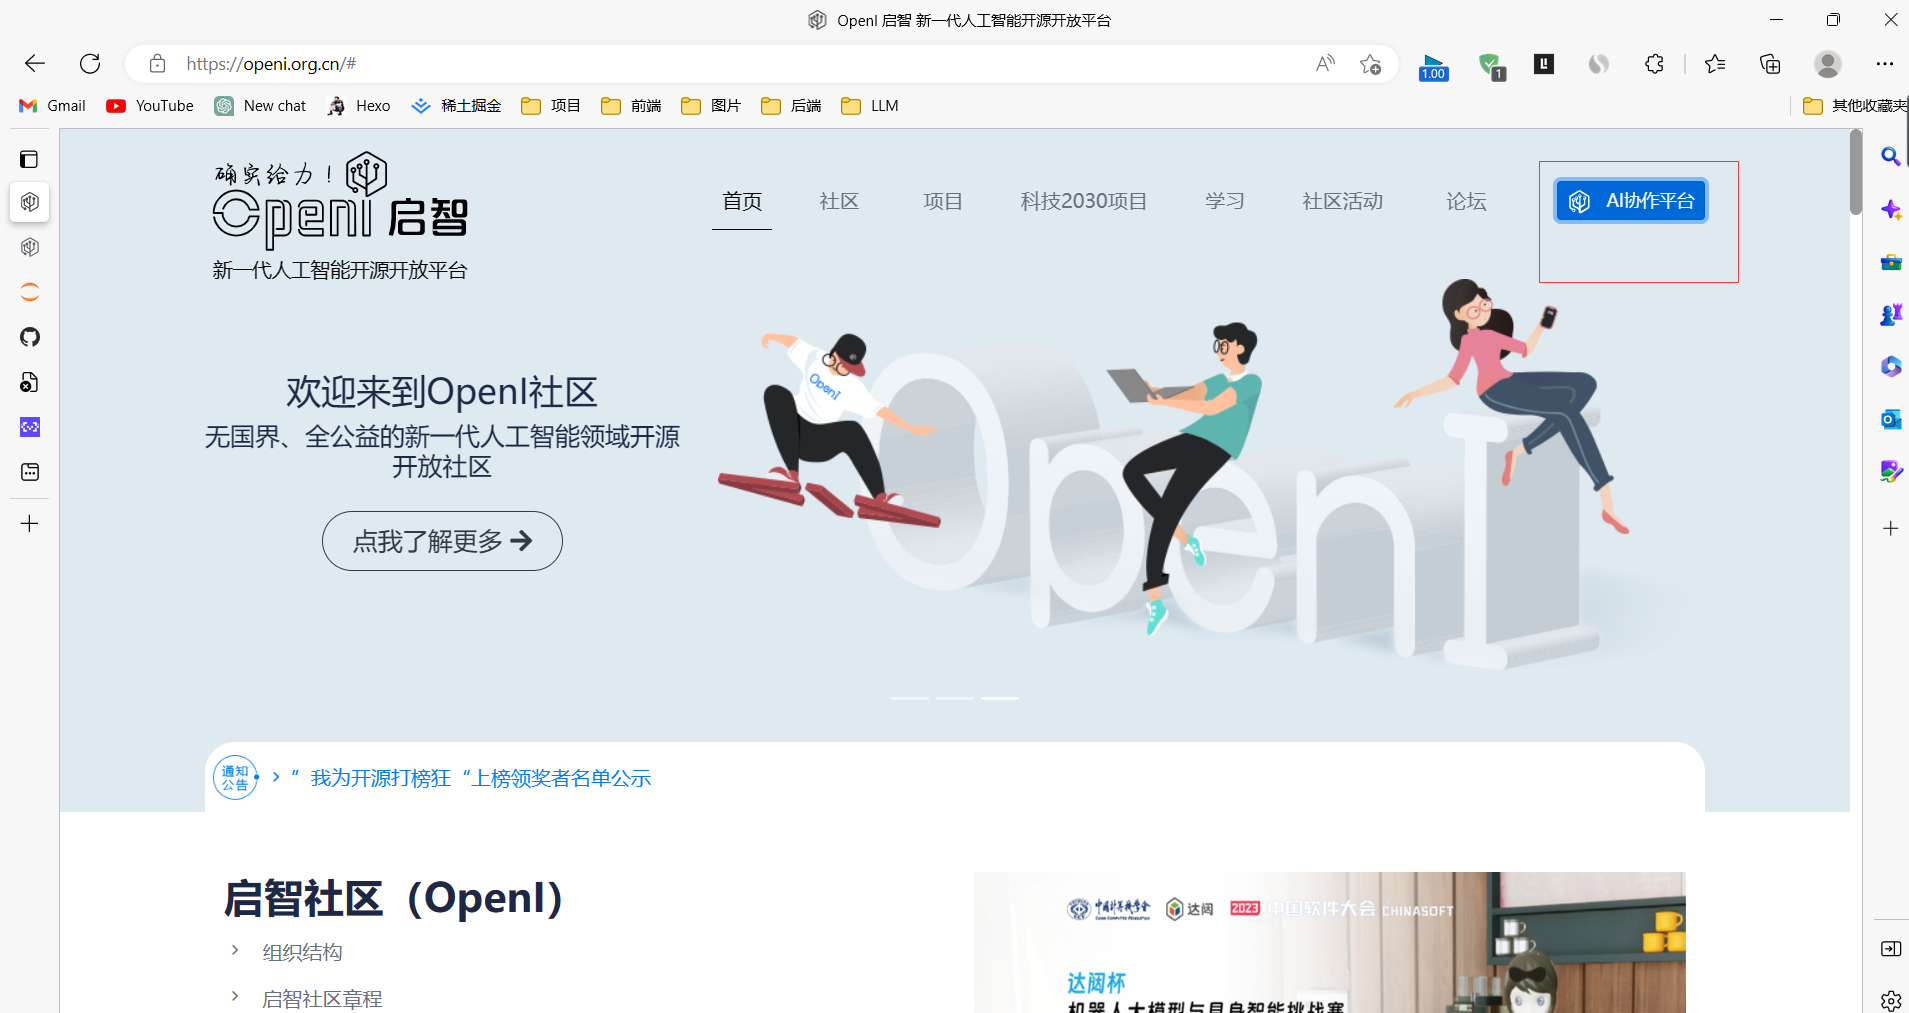 OpenI 启智 新一代人工智能开源开放平台
https://openi.org.cn/#
1.00
1
Gmail
YouTube
New chat
Hexo
稀土掘金
项目
前端
图片
后端
LLM
其他收藏夹
确实给力！
OpenI 启智
新一代人工智能开源开放平台
首页
社区
项目
科技2030项目
学习
社区活动
论坛
AI协作平台
OpenI
OpenI
欢迎来到OpenI社区
无国界、全公益的新一代人工智能领域开源
开放社区
点我了解更多
通知
公告
” 我为开源打榜狂 “上榜领奖者名单公示
启智社区（OpenI）
组织结构
启智社区章程
中国计算机学会
达闼
2023 中国软件大会 CHINASOFT
达闼杯
机器人大模型与具身智能挑战赛